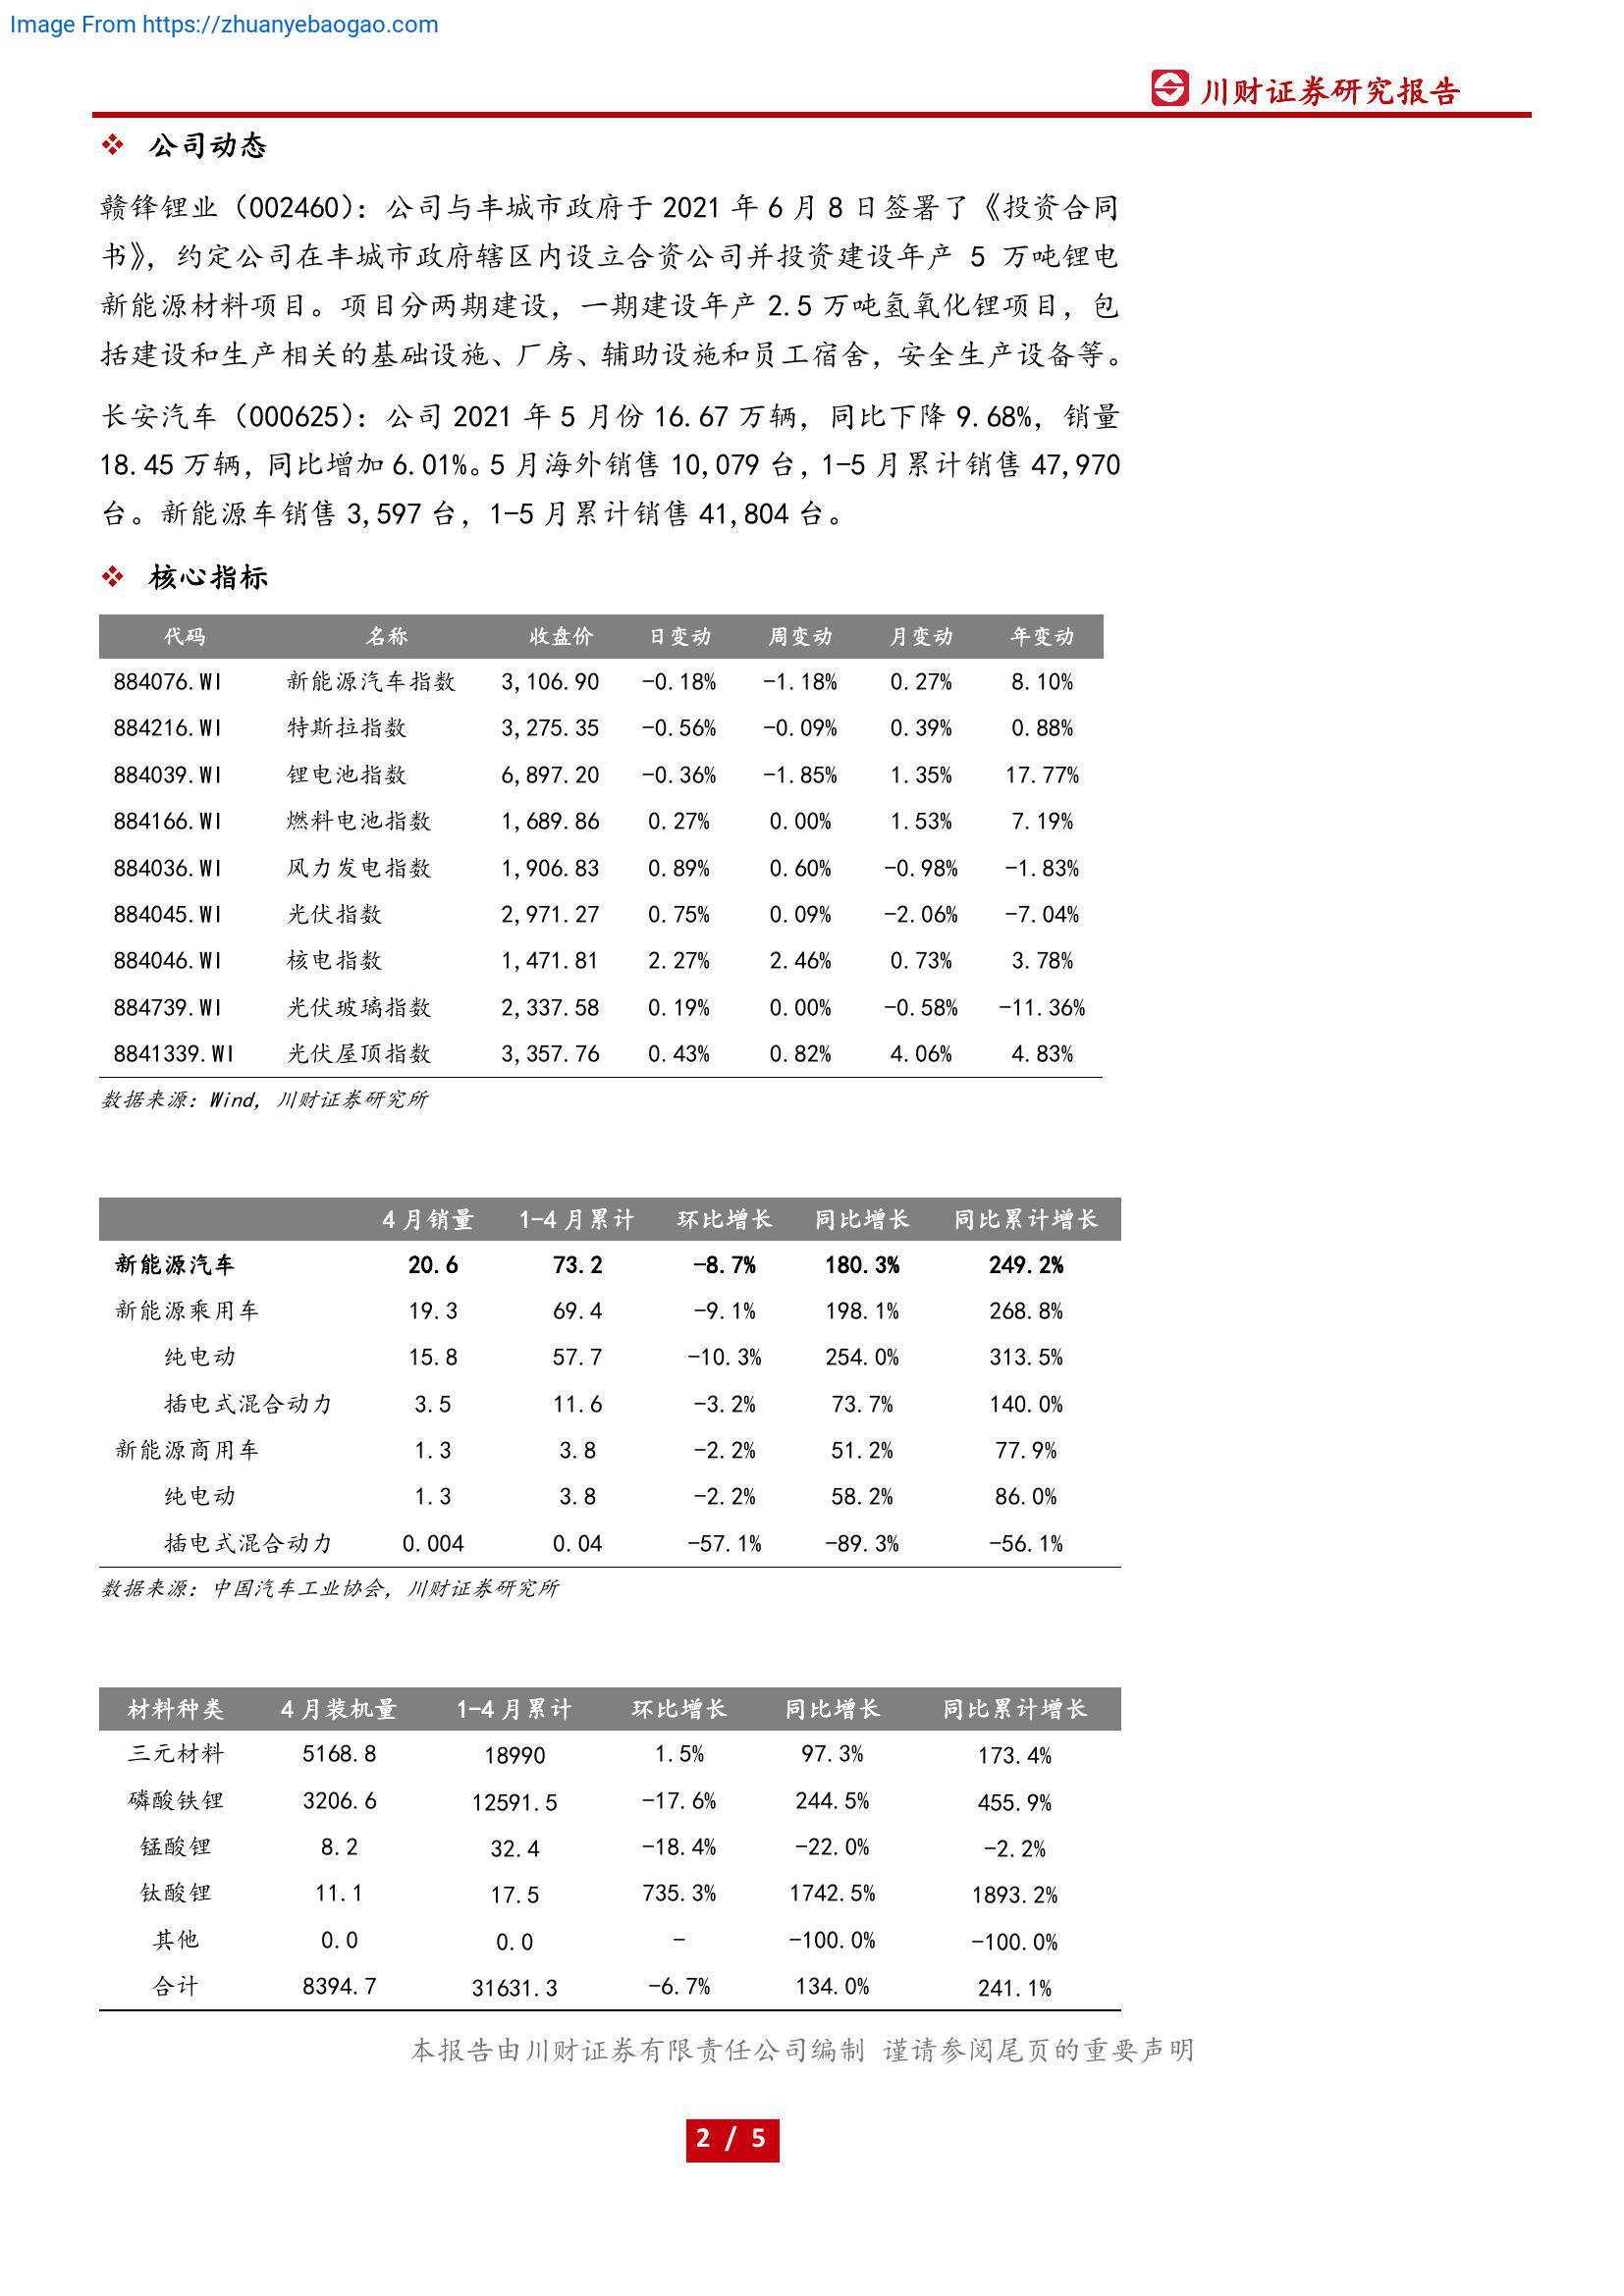 Image From https://zhuanyebaogao.com
川财证券研究报告
公司动态
赣锋锂业（002460）：公司与丰城市政府于 2021 年 6 月 8 日签署了《投资合同
书》，约定公司在丰城市政府辖区内设立合资公司并投资建设年产 5 万吨锂电
新能源材料项目。项目分两期建设，一期建设年产 2.5 万吨氢氧化锂项目，包
括建设和生产相关的基础设施、厂房、辅助设施和员工宿舍，安全生产设备等。
长安汽车（000625）：公司 2021 年 5 月份 16.67 万辆，同比下降 9.68%，销量
18.45 万辆，同比增加 6.01%。5 月海外销售 10,079 台，1-5 月累计销售 47,970
台。新能源车销售 3,597 台，1-5 月累计销售 41,804 台。
核心指标
代码 名称 收盘价 日变动 周变动 月变动 年变动
884076.WI 新能源汽车指数 3,106.90 -0.18% -1.18% 0.27% 8.10%
884216.WI 特斯拉指数 3,275.35 -0.56% -0.09% 0.39% 0.88%
884039.WI 锂电池指数 6,897.20 -0.36% -1.85% 1.35% 17.77%
884166.WI 燃料电池指数 1,689.86 0.27% 0.00% 1.53% 7.19%
884036.WI 风力发电指数 1,906.83 0.89% 0.60% -0.98% -1.83%
884045.WI 光伏指数 2,971.27 0.75% 0.09% -2.06% -7.04%
884046.WI 核电指数 1,471.81 2.27% 2.46% 0.73% 3.78%
884739.WI 光伏玻璃指数 2,337.58 0.19% 0.00% -0.58% -11.36%
8841339.WI 光伏屋顶指数 3,357.76 0.43% 0.82% 4.06% 4.83%
数据来源：Wind，川财证券研究所
4 月销量 1-4 月累计 环比增长 同比增长 同比累计增长
新能源汽车 20.6 73.2 -8.7% 180.3% 249.2%
新能源乘用车 19.3 69.4 -9.1% 198.1% 268.8%
纯电动 15.8 57.7 -10.3% 254.0% 313.5%
插电式混合动力 3.5 11.6 -3.2% 73.7% 140.0%
新能源商用车 1.3 3.8 -2.2% 51.2% 77.9%
纯电动 1.3 3.8 -2.2% 58.2% 86.0%
插电式混合动力 0.004 0.04 -57.1% -89.3% -56.1%
数据来源：中国汽车工业协会，川财证券研究所
材料种类 4 月装机量 1-4 月累计 环比增长 同比增长 同比累计增长
三元材料 5168.8 18990 1.5% 97.3% 173.4%
磷酸铁锂 3206.6 12591.5 -17.6% 244.5% 455.9%
锰酸锂 8.2 32.4 -18.4% -22.0% -2.2%
钛酸锂 11.1 17.5 735.3% 1742.5% 1893.2%
其他 0.0 0.0 - -100.0% -100.0%
合计 8394.7 31631.3 -6.7% 134.0% 241.1%
本报告由川财证券有限责任公司编制 谨请参阅尾页的重要声明
2 / 5